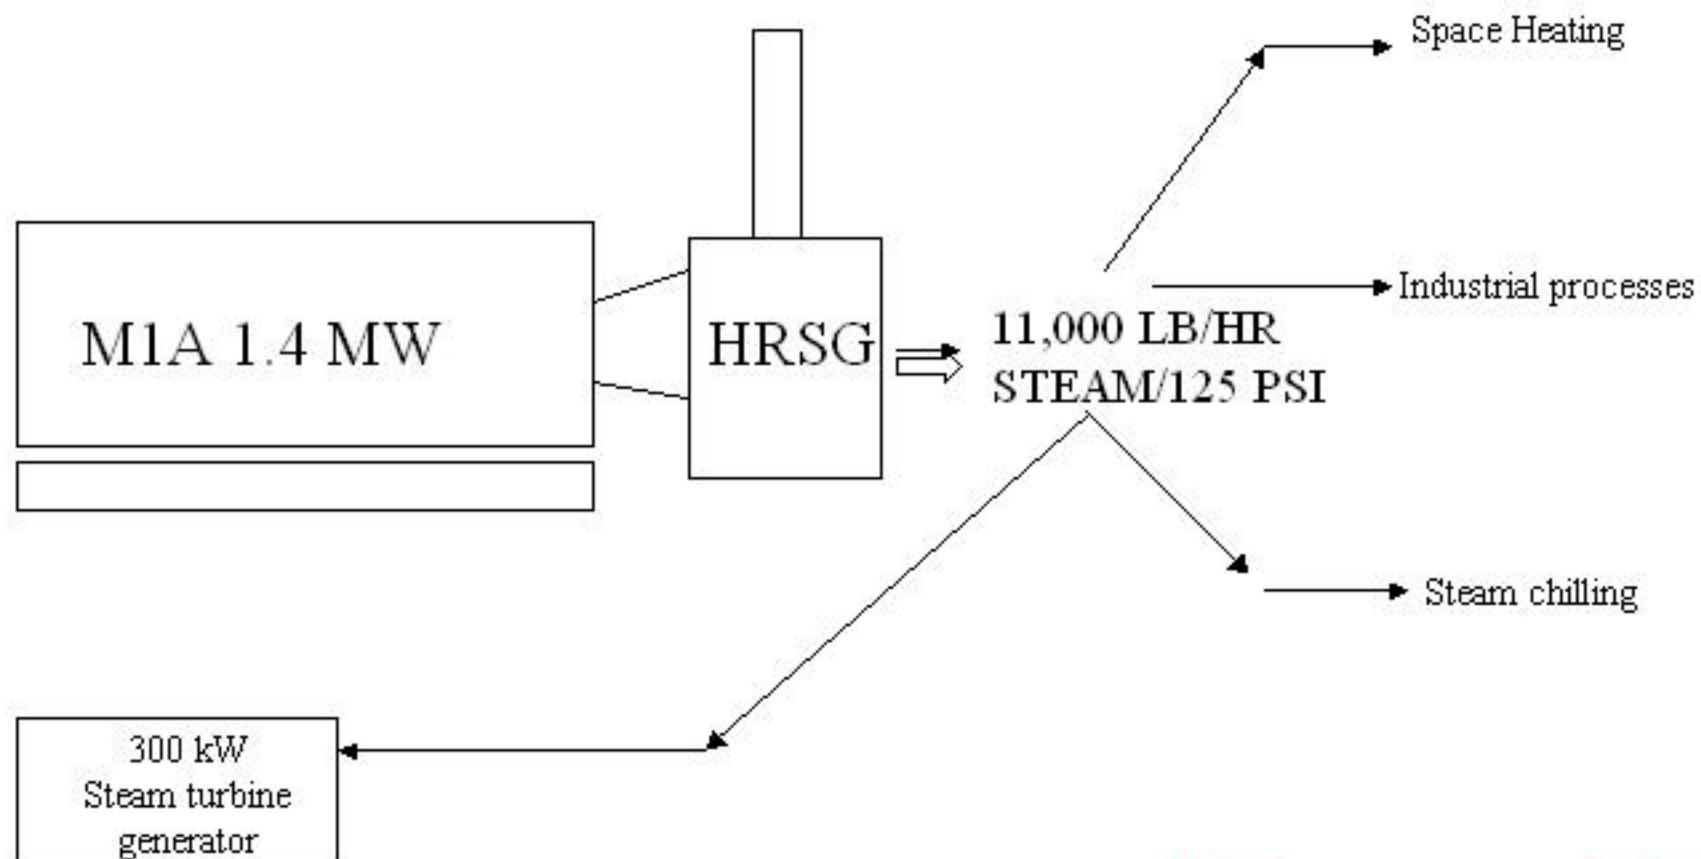 Space Heating
Industrial processes
M1A 1.4 MW
HRSG
11,000 LB/HR
STEAM/125 PSI
Steam chilling
300 kW
Steam turbine
generator